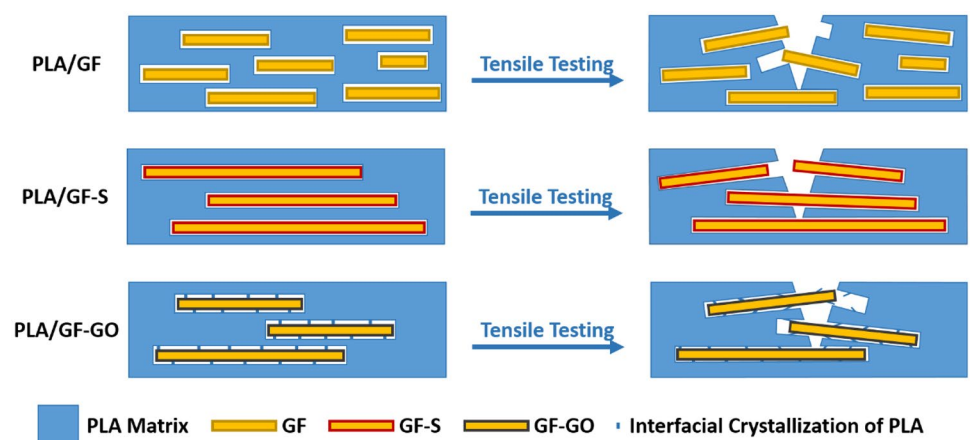 PLA/GF
Tensile Testing
PLA/GF-S
Tensile Testing
PLA/GF-GO
Tensile Testing
PLA Matrix GF GF-S GF-GO Interfacial Crystallization of PLA